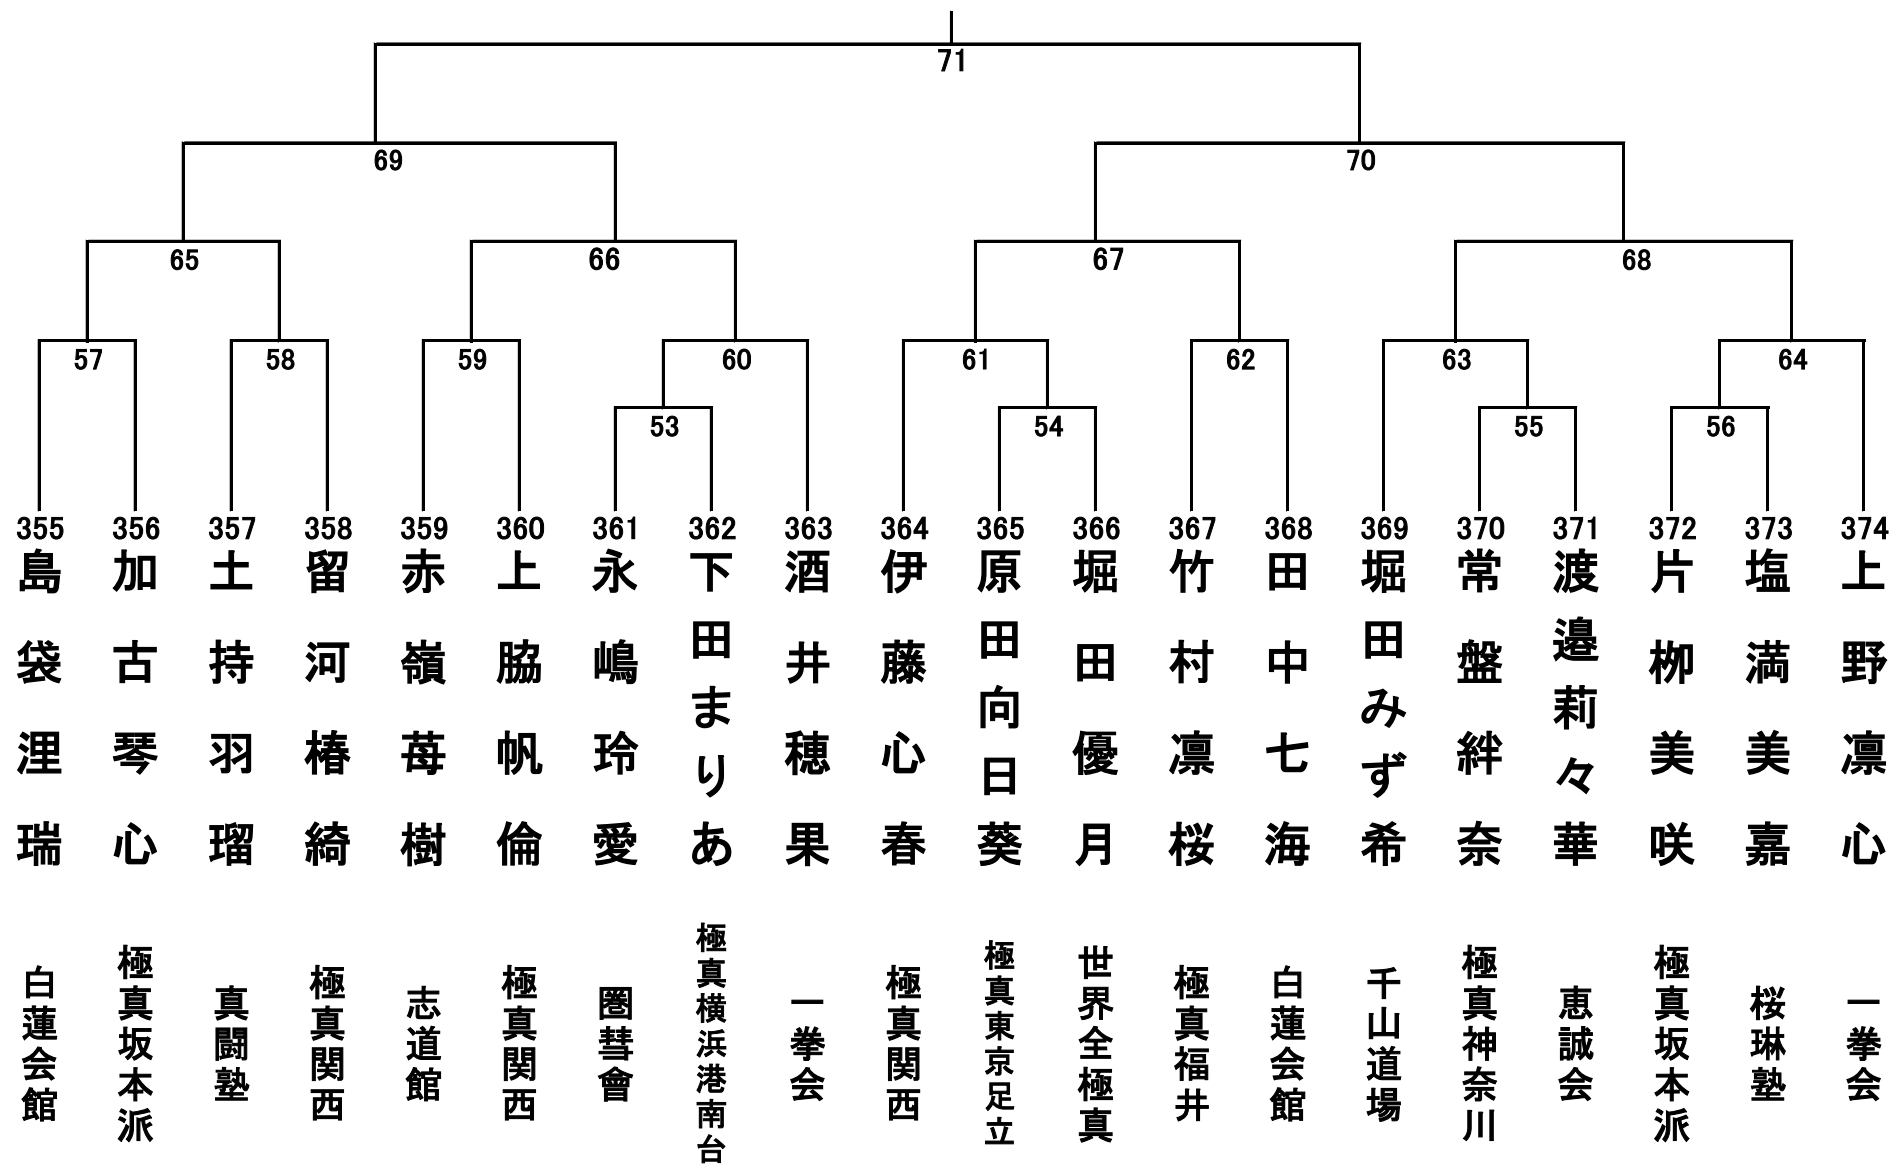 71
69
70
65
66
67
68
57
58
59
60
61
62
63
64
53
54
55
56
355
356
357
358
359
360
361
362
363
364
365
366
367
368
369
370
371
372
373
374
島袋浬瑞
加古琴心
土持羽瑠
留河椿綺
赤嶺苺樹
上脇帆倫
永嶋玲愛
下田まりあ
酒井穂果
伊藤心春
原田向日葵
堀田優月
竹村凛桜
田中七海
堀田みず希
常盤絆奈
渡邉莉々華
片栁美咲
塩満美嘉
上野凛心
白蓮会館
極真坂本派
真闘塾
極真関西
志道館
極真関西
圏彗會
極真横浜港南台
一拳会
極真関西
極真東京足立
世界全極真
極真福井
白蓮会館
千山道場
極真神奈川
恵誠会
極真坂本派
桜琳塾
一拳会